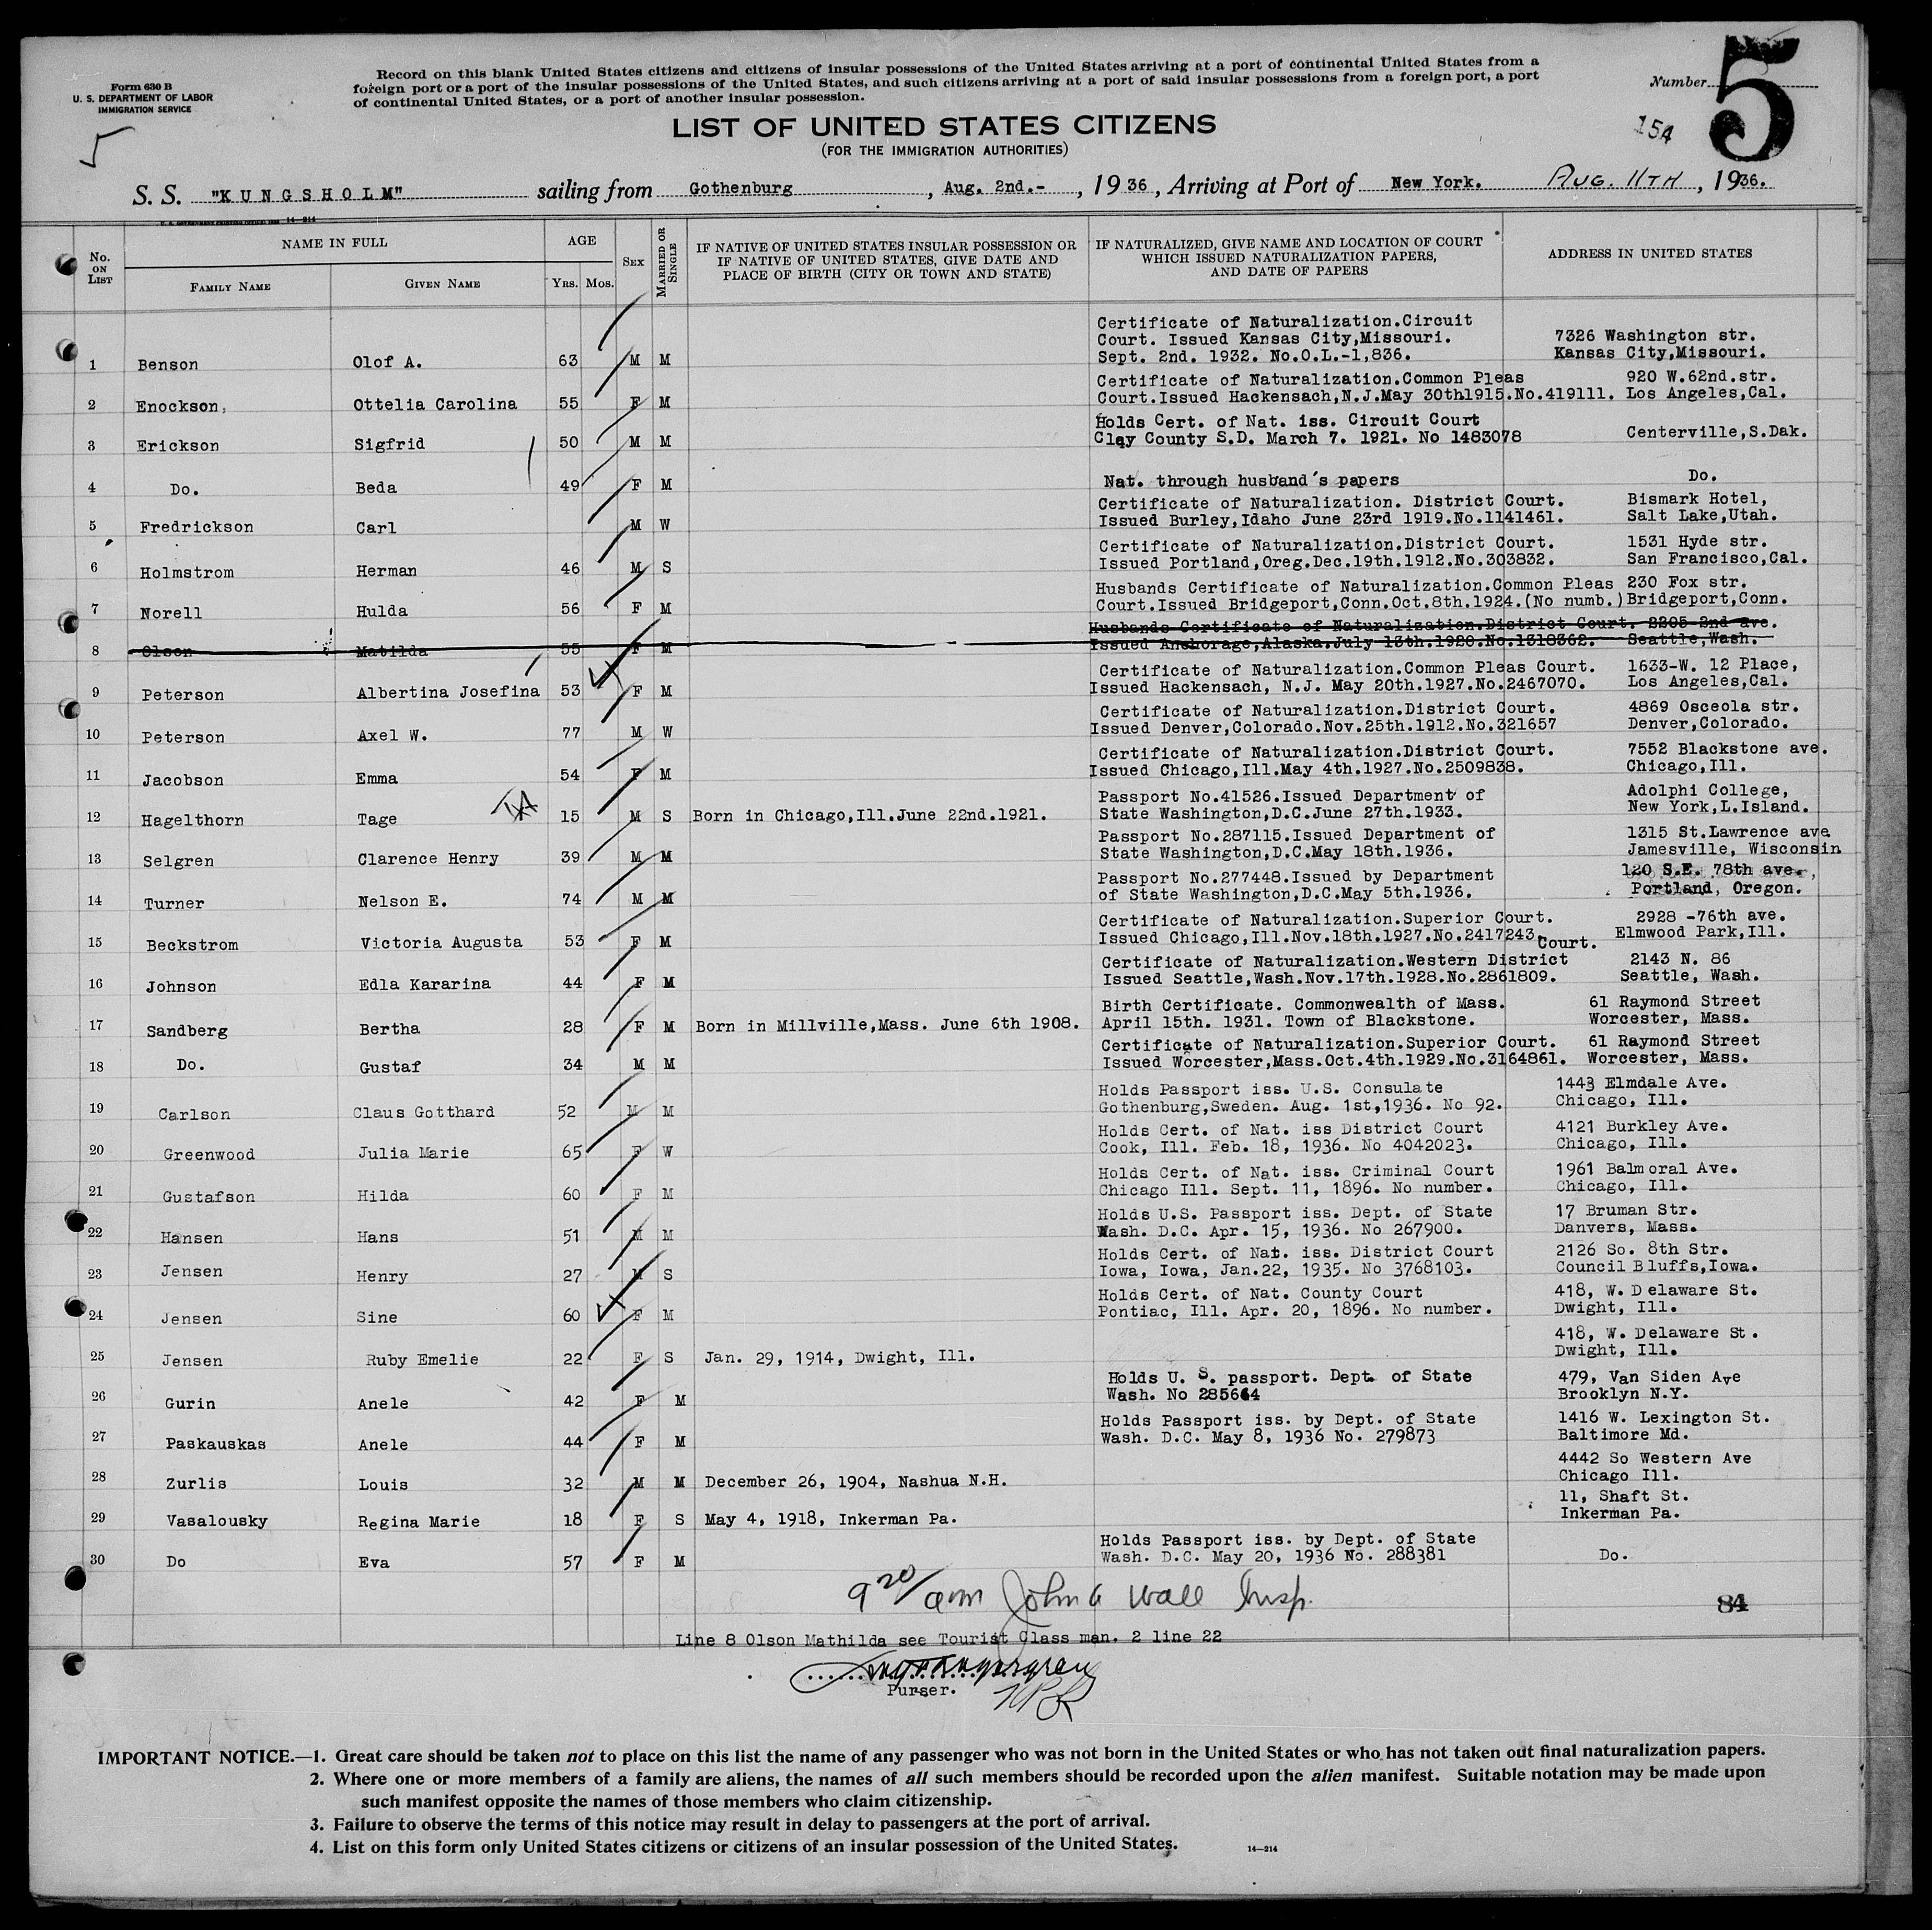 Form 630 B
U. S. DEPARTMENT OF LABOR
IMMIGRATION SERVICE
5
Record on this blank United States citizens and citizens of insular possessions of the United States arriving at a port of continental United States from a
foreign port or a port of the insular possessions of the United States, and such citizens arriving at a port of said insular possessions from a foreign port, a port
of continental United States, or a port of another insular possession.
Number 5
154
LIST OF UNITED STATES CITIZENS
(FOR THE IMMIGRATION AUTHORITIES)
S. S. "KUNGSHOLM" sailing from Gothenburg, Aug. 2nd.-, 1936, Arriving at Port of New York. AUG. 11TH, 1936.
U. S. GOVERNMENT PRINTING OFFICE 14—214
No. ON LIST
NAME IN FULL
FAMILY NAME
GIVEN NAME
AGE
YRS. MOS.
SEX
MARRIED OR SINGLE
IF NATIVE OF UNITED STATES INSULAR POSSESSION OR
IF NATIVE OF UNITED STATES, GIVE DATE AND
PLACE OF BIRTH (CITY OR TOWN AND STATE)
IF NATURALIZED, GIVE NAME AND LOCATION OF COURT
WHICH ISSUED NATURALIZATION PAPERS,
AND DATE OF PAPERS
ADDRESS IN UNITED STATES
Certificate of Naturalization.Circuit
Court. Issued Kansas City,Missouri. 7326 Washington str.
1 Benson Olof A. 63 M M Sept. 2nd. 1932. No.O.L.-1,836. Kansas City,Missouri.
Certificate of Naturalization.Common Pleas 920 W.62nd.str.
2 Enockson, Ottelia Carolina 55 F M Court.Issued Hackensach,N.J.May 30th1915.No.419111. Los Angeles,Cal.
Holds Cert. of Nat. iss. Circuit Court
3 Erickson Sigfrid 50 M M Clay County S.D. March 7. 1921. No 1483078 Centerville,S.Dak.
4 Do. Beda 49 F M Nat. through husband's papers Do.
Certificate of Naturalization. District Court. Bismark Hotel,
5 Fredrickson Carl M W Issued Burley,Idaho June 23rd 1919.No.1141461. Salt Lake,Utah.
Certificate of Naturalization.District Court. 1531 Hyde str.
6 Holmstrom Herman 46 M S Issued Portland,Oreg.Dec.19th.1912.No.303832. San Francisco,Cal.
Husbands Certificate of Naturalization.Common Pleas 230 Fox str.
7 Norell Hulda 56 F M Court.Issued Bridgeport,Conn.Oct.8th.1924.(No numb.) Bridgeport,Conn.
Husbands Certificate of Naturalization.District Court. 2205 2nd ave.
8 Olson Matilda 55 F M Issued Anchorage,Alaska.July 13th.1920.No.1318362. Seattle,Wash.
Certificate of Naturalization.Common Pleas Court. 1633-W. 12 Place,
9 Peterson Albertina Josefina 53 F M Issued Hackensach, N.J. May 20th.1927.No.2467070. Los Angeles,Cal.
Certificate of Naturalization.District Court. 4869 Osceola str.
10 Peterson Axel W. 77 M W Issued Denver,Colorado.Nov.25th.1912.No.321657 Denver,Colorado.
Certificate of Naturalization.District Court. 7552 Blackstone ave.
11 Jacobson Emma 54 F M Issued Chicago,Ill.May 4th.1927.No.2509838. Chicago,Ill.
Passport No.41526.Issued Department of Adolphi College,
12 Hagelthorn Tage 15 M S Born in Chicago,Ill.June 22nd.1921. State Washington,D.C.June 27th.1933. New York,L.Island.
Passport No.287115.Issued Department of 1315 St.Lawrence ave
13 Selgren Clarence Henry 39 M M State Washington,D.C.May 18th.1936. Jamesville, Wisconsin
Passport No.277448.Issued by Department 120 S.E. 78th ave.,
14 Turner Nelson E. 74 M M of State Washington,D.C.May 5th.1936. Portland, Oregon.
Certificate of Naturalization.Superior Court. 2928 -76th ave.
15 Beckstrom Victoria Augusta 53 F M Issued Chicago,Ill.Nov.18th.1927.No.2417243. Elmwood Park,Ill.
Court.
Certificate of Naturalization.Western District 2143 N. 86
16 Johnson Edla Kararina 44 F M Issued Seattle,Wash.Nov.17th.1928.No.2861809. Seattle, Wash.
Birth Certificate. Commonwealth of Mass. 61 Raymond Street
17 Sandberg Bertha 28 F M Born in Millville,Mass. June 6th 1908. April 15th. 1931. Town of Blackstone. Worcester, Mass.
Certificate of Naturalization.Superior Court. 61 Raymond Street
18 Do. Gustaf 34 M M Issued Worcester,Mass.Oct.4th.1929.No.3164861. Worcester, Mass.
Holds Passport iss. U.S. Consulate 1443 Elmdale Ave.
19 Carlson Claus Gotthard 52 M M Gothenburg,Sweden. Aug. 1st,1936. No 92. Chicago, Ill.
Holds Cert. of Nat. iss District Court 4121 Burkley Ave.
20 Greenwood Julia Marie 65 F W Cook, Ill. Feb. 18, 1936. No 4042023. Chicago, Ill.
Holds Cert. of Nat. iss. Criminal Court 1961 Balmoral Ave.
21 Gustafson Hilda 60 F M Chicago Ill. Sept. 11, 1896. No number. Chicago, Ill.
Holds U.S. Passport iss. Dept. of State 17 Bruman Str.
22 Hansen Hans 51 M M Wash. D.C. Apr. 15, 1936. No 267900. Danvers, Mass.
Holds Cert. of Nat. iss. District Court 2126 So. 8th Str.
23 Jensen Henry 27 M S Iowa, Iowa, Jan.22, 1935. No 3768103. Council Bluffs,Iowa.
Holds Cert. of Nat. County Court 418, W. Delaware St.
24 Jensen Sine 60 F M Pontiac, Ill. Apr. 20, 1896. No number. Dwight, Ill.
418, W. Delaware St.
25 Jensen Ruby Emelie 22 F S Jan. 29, 1914, Dwight, Ill. Dwight, Ill.
Holds U. S. passport. Dept. of State 479, Van Siden Ave
26 Gurin Anele 42 F M Wash. No 285664 Brooklyn N.Y.
Holds Passport iss. by Dept. of State 1416 W. Lexington St.
27 Paskauskas Anele 44 F M Wash. D.C. May 8, 1936 No. 279873 Baltimore Md.
4442 So Western Ave
28 Zurlis Louis 32 M M December 26, 1904, Nashua N.H. Chicago Ill.
11, Shaft St.
29 Vasalousky Regina Marie 18 F S May 4, 1918, Inkerman Pa. Inkerman Pa.
Holds Passport iss. by Dept. of State
30 Do Eva 57 F M Wash. D.C. May 20, 1936 No. 288381 Do.
9 20/ am John G Wall Insp.
84
Line 8 Olson Mathilda see Tourist Class man. 2 line 22
Purser.
IMPORTANT NOTICE.—1. Great care should be taken not to place on this list the name of any passenger who was not born in the United States or who has not taken out final naturalization papers.
2. Where one or more members of a family are aliens, the names of all such members should be recorded upon the alien manifest. Suitable notation may be made upon
such manifest opposite the names of those members who claim citizenship.
3. Failure to observe the terms of this notice may result in delay to passengers at the port of arrival.
4. List on this form only United States citizens or citizens of an insular possession of the United States.
14—214